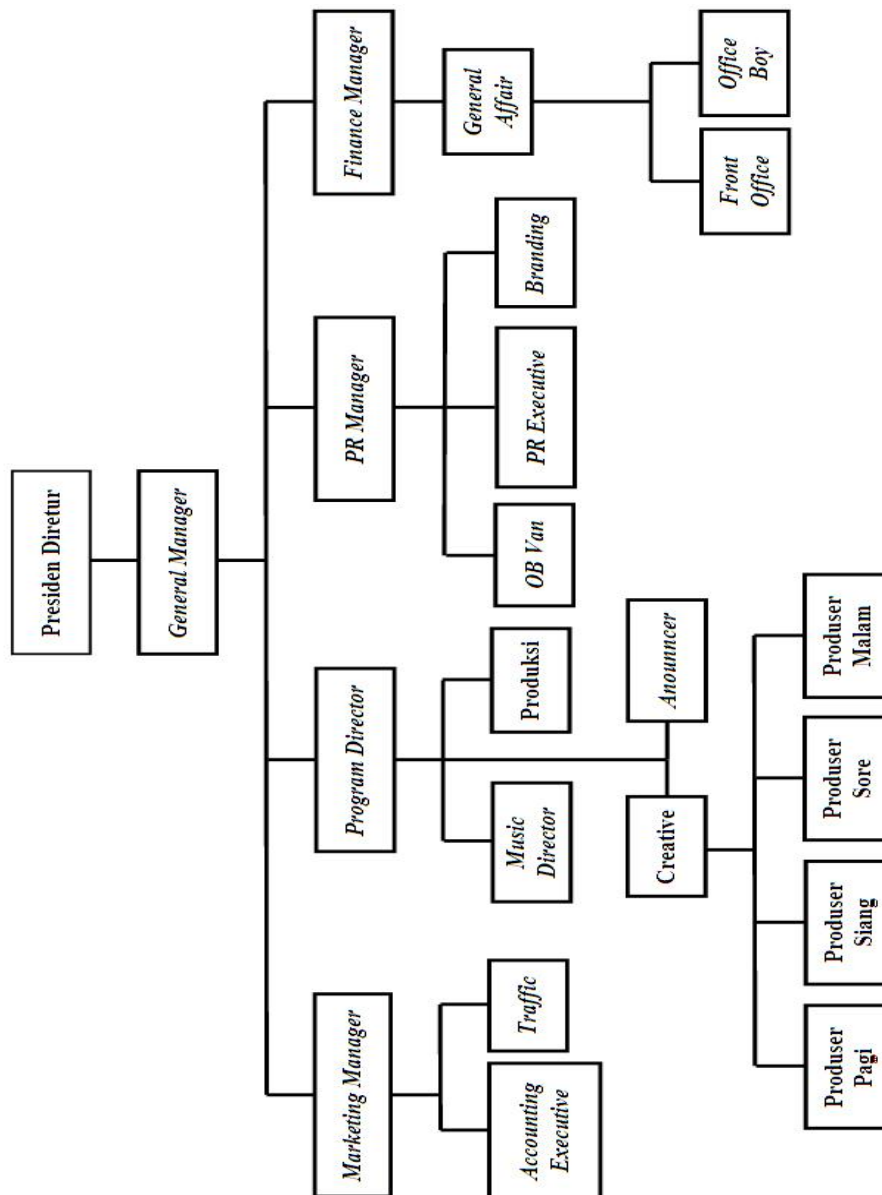 Presiden Diretur
General Manager
Marketing Manager
Program Director
PR Manager
Finance Manager
Accounting
Executive
Traffic
Music
Director
Produksi
OB Van
PR Executive
Branding
General
Affair
Creative
Anounncer
Front
Office
Office
Boy
Produser
Pagi
Produser
Siang
Produser
Sore
Produser
Malam